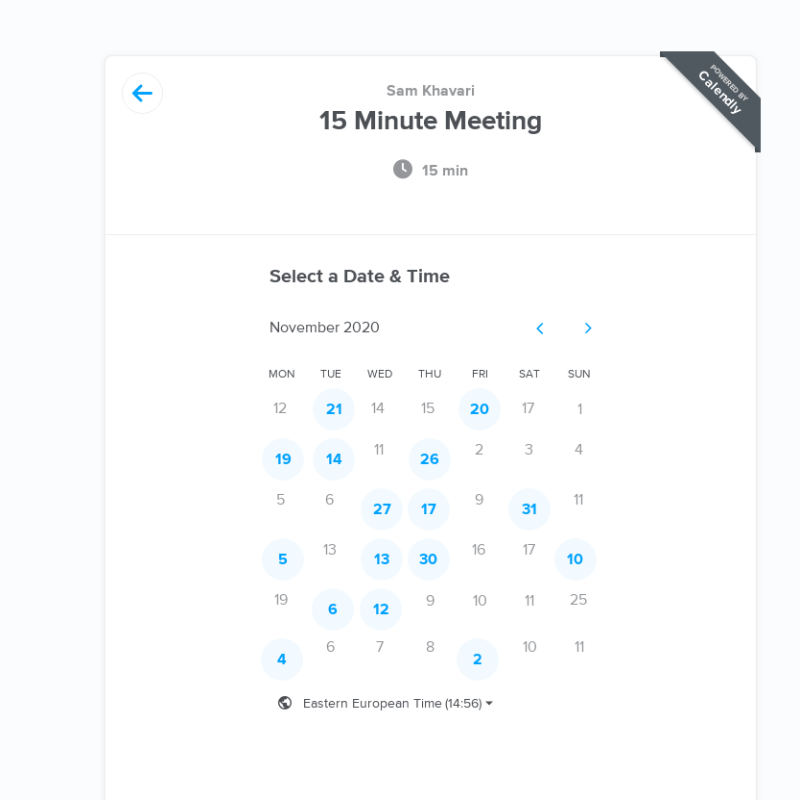 Sam Khavari
15 Minute Meeting
POWERED BY
Calendly
15 min
Select a Date & Time
November 2020
MON TUE WED THU FRI SAT SUN
12 21 14 15 20 17 1
19 14 11 26 2 3 4
5 6 27 17 9 31 11
5 13 13 30 16 17 10
19 6 12 9 10 11 25
4 6 7 8 2 10 11
Eastern European Time (14:56)